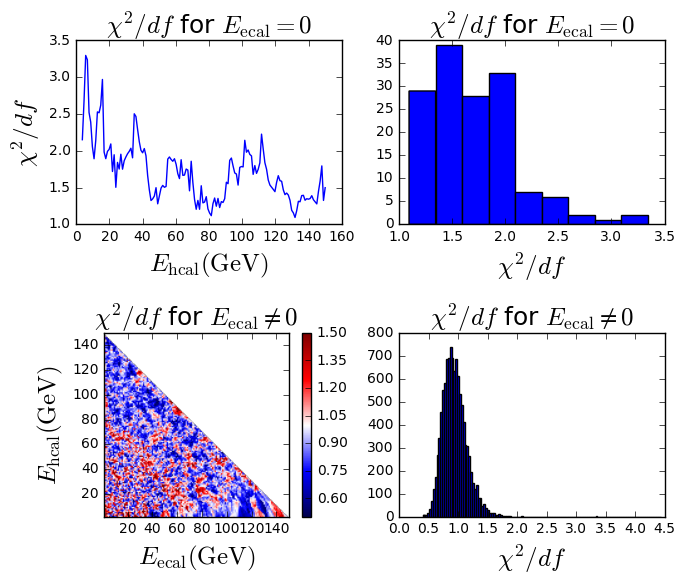 χ²/df for E_ecal = 0
3.5
3.0
2.5
2.0
1.5
1.0
χ²/df
0 20 40 60 80 100 120 140 160
E_hcal(GeV)
χ²/df for E_ecal = 0
40
35
30
25
20
15
10
5
0
1.0 1.5 2.0 2.5 3.0 3.5
χ²/df
χ²/df for E_ecal ≠ 0
140
120
100
80
60
40
20
E_hcal(GeV)
20 40 60 80 100 120 140
E_ecal(GeV)
1.50
1.35
1.20
1.05
0.90
0.75
0.60
χ²/df for E_ecal ≠ 0
800
700
600
500
400
300
200
100
0
0.0 0.5 1.0 1.5 2.0 2.5 3.0 3.5 4.0 4.5
χ²/df